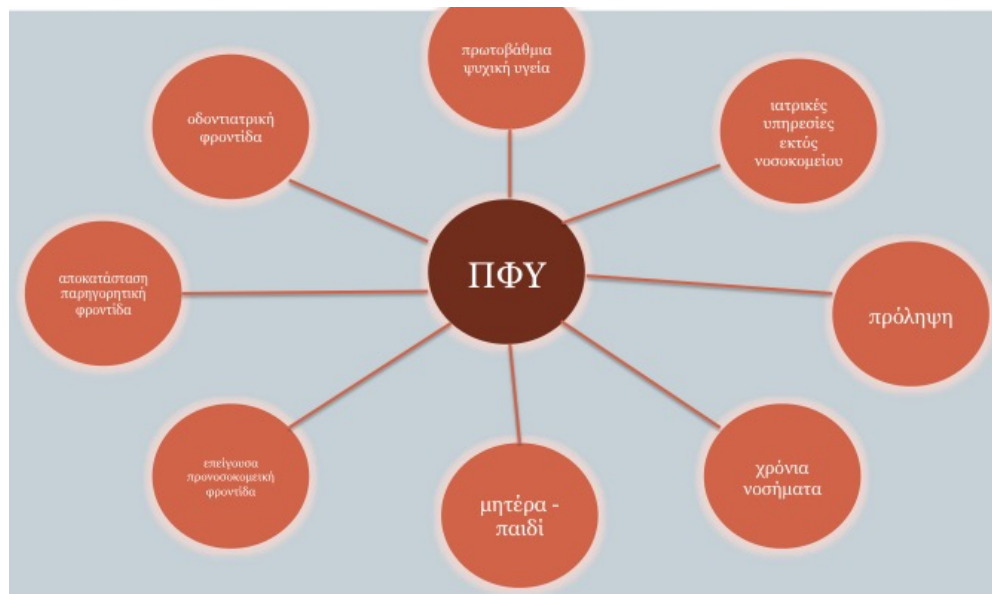 πρωτοβάθμια
ψυχική υγεία
οδοντιατρική
φροντίδα
ιατρικές
υπηρεσίες
εκτός
νοσοκομείου
ΠΦΥ
αποκατάσταση
παρηγορητική
φροντίδα
πρόληψη
επείγουσα
προνοσοκομεική
φροντίδα
μητέρα -
παιδί
χρόνια
νοσήματα